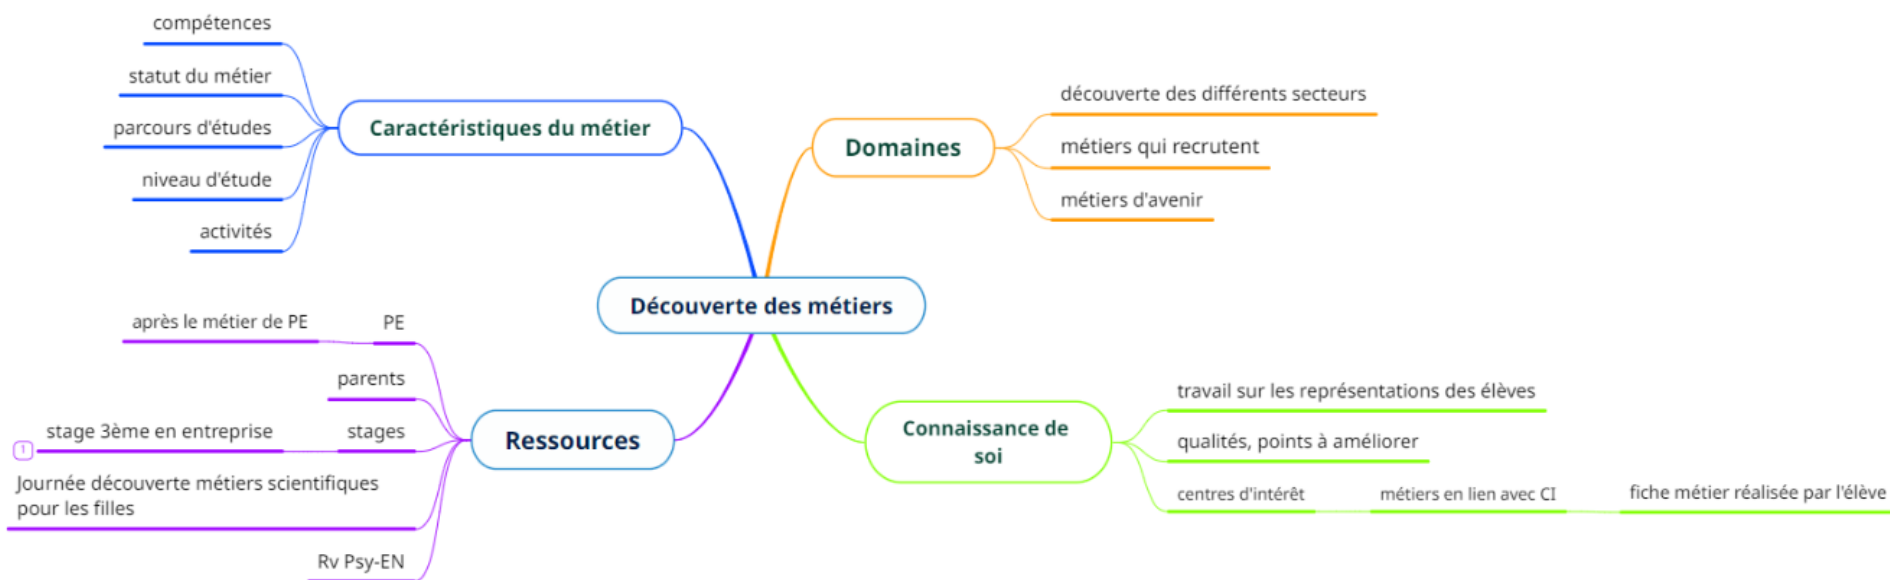 Découverte des métiers
Caractéristiques du métier
compétences
statut du métier
parcours d'études
niveau d'étude
activités
Domaines
découverte des différents secteurs
métiers qui recrutent
métiers d'avenir
Ressources
PE
après le métier de PE
parents
stages
stage 3ème en entreprise
1
Journée découverte métiers scientifiques
pour les filles
Rv Psy-EN
Connaissance de
soi
travail sur les représentations des élèves
qualités, points à améliorer
centres d'intérêt
métiers en lien avec CI
fiche métier réalisée par l'élève